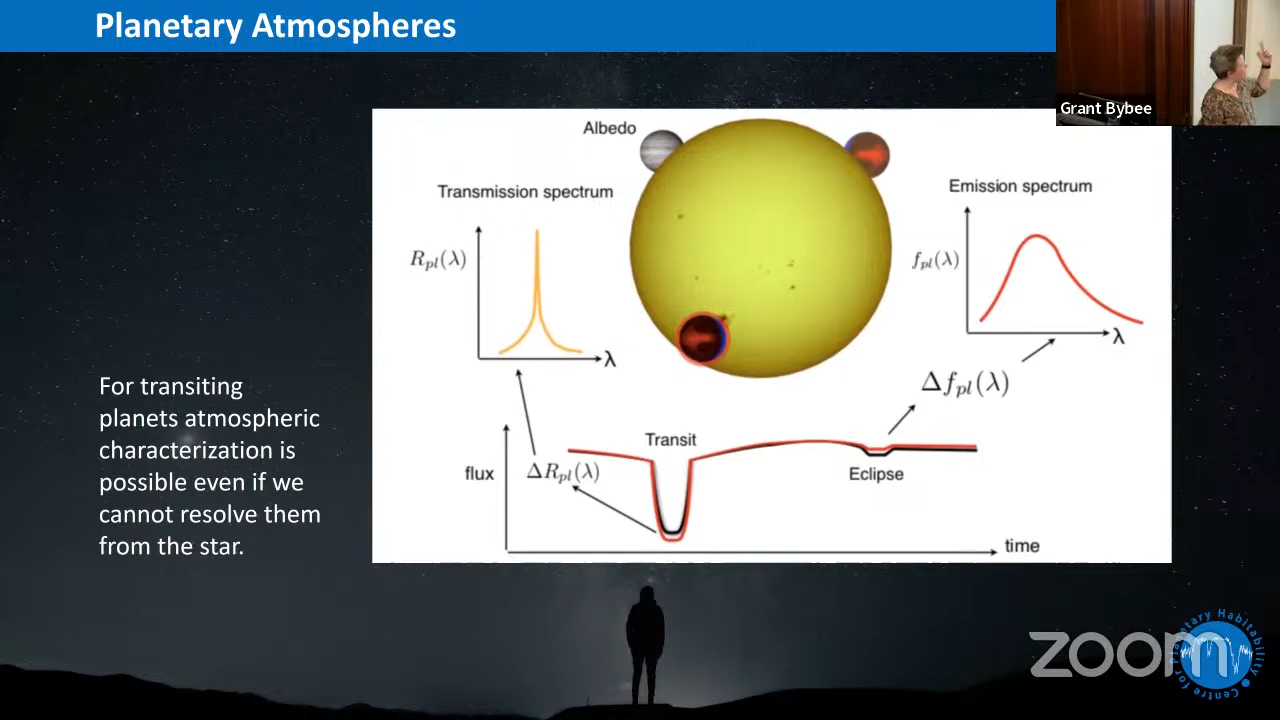 Planetary Atmospheres
Grant Bybee
Albedo
Transmission spectrum
Emission spectrum
R_pl(λ)
f_pl(λ)
λ
λ
Δf_pl(λ)
For transiting
planets atmospheric
characterization is
possible even if we
cannot resolve them
from the star.
Transit
flux
ΔR_pl(λ)
Eclipse
time
zoom
Centre for Planetary Habitability